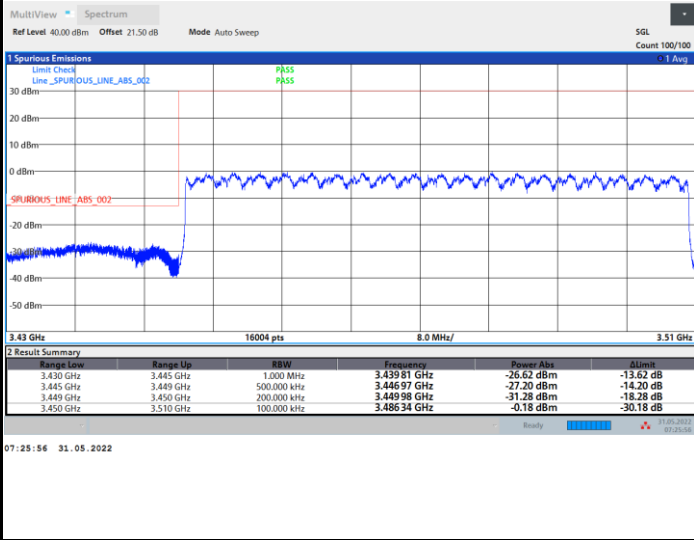 MultiView Spectrum
Ref Level 40.00 dBm Offset 21.50 dB Mode Auto Sweep SGL
Count 100/100
1 Spurious Emissions 1 Avg
Limit Check PASS
Line _SPURIOUS_LINE_ABS_002 PASS
30 dBm
20 dBm
10 dBm
0 dBm
_SPURIOUS_LINE_ABS_002
-20 dBm
-30 dBm
-40 dBm
-50 dBm
3.43 GHz 16004 pts 8.0 MHz/ 3.51 GHz
2 Result Summary
Range Low Range Up RBW Frequency Power Abs ΔLimit
3.430 GHz 3.445 GHz 1.000 MHz 3.439 81 GHz -26.62 dBm -13.62 dB
3.445 GHz 3.449 GHz 500.000 kHz 3.446 97 GHz -27.20 dBm -14.20 dB
3.449 GHz 3.450 GHz 200.000 kHz 3.449 98 GHz -31.28 dBm -18.28 dB
3.450 GHz 3.510 GHz 100.000 kHz 3.486 34 GHz -0.18 dBm -30.18 dB
Ready 31.05.2022
07:25:56
07:25:56 31.05.2022